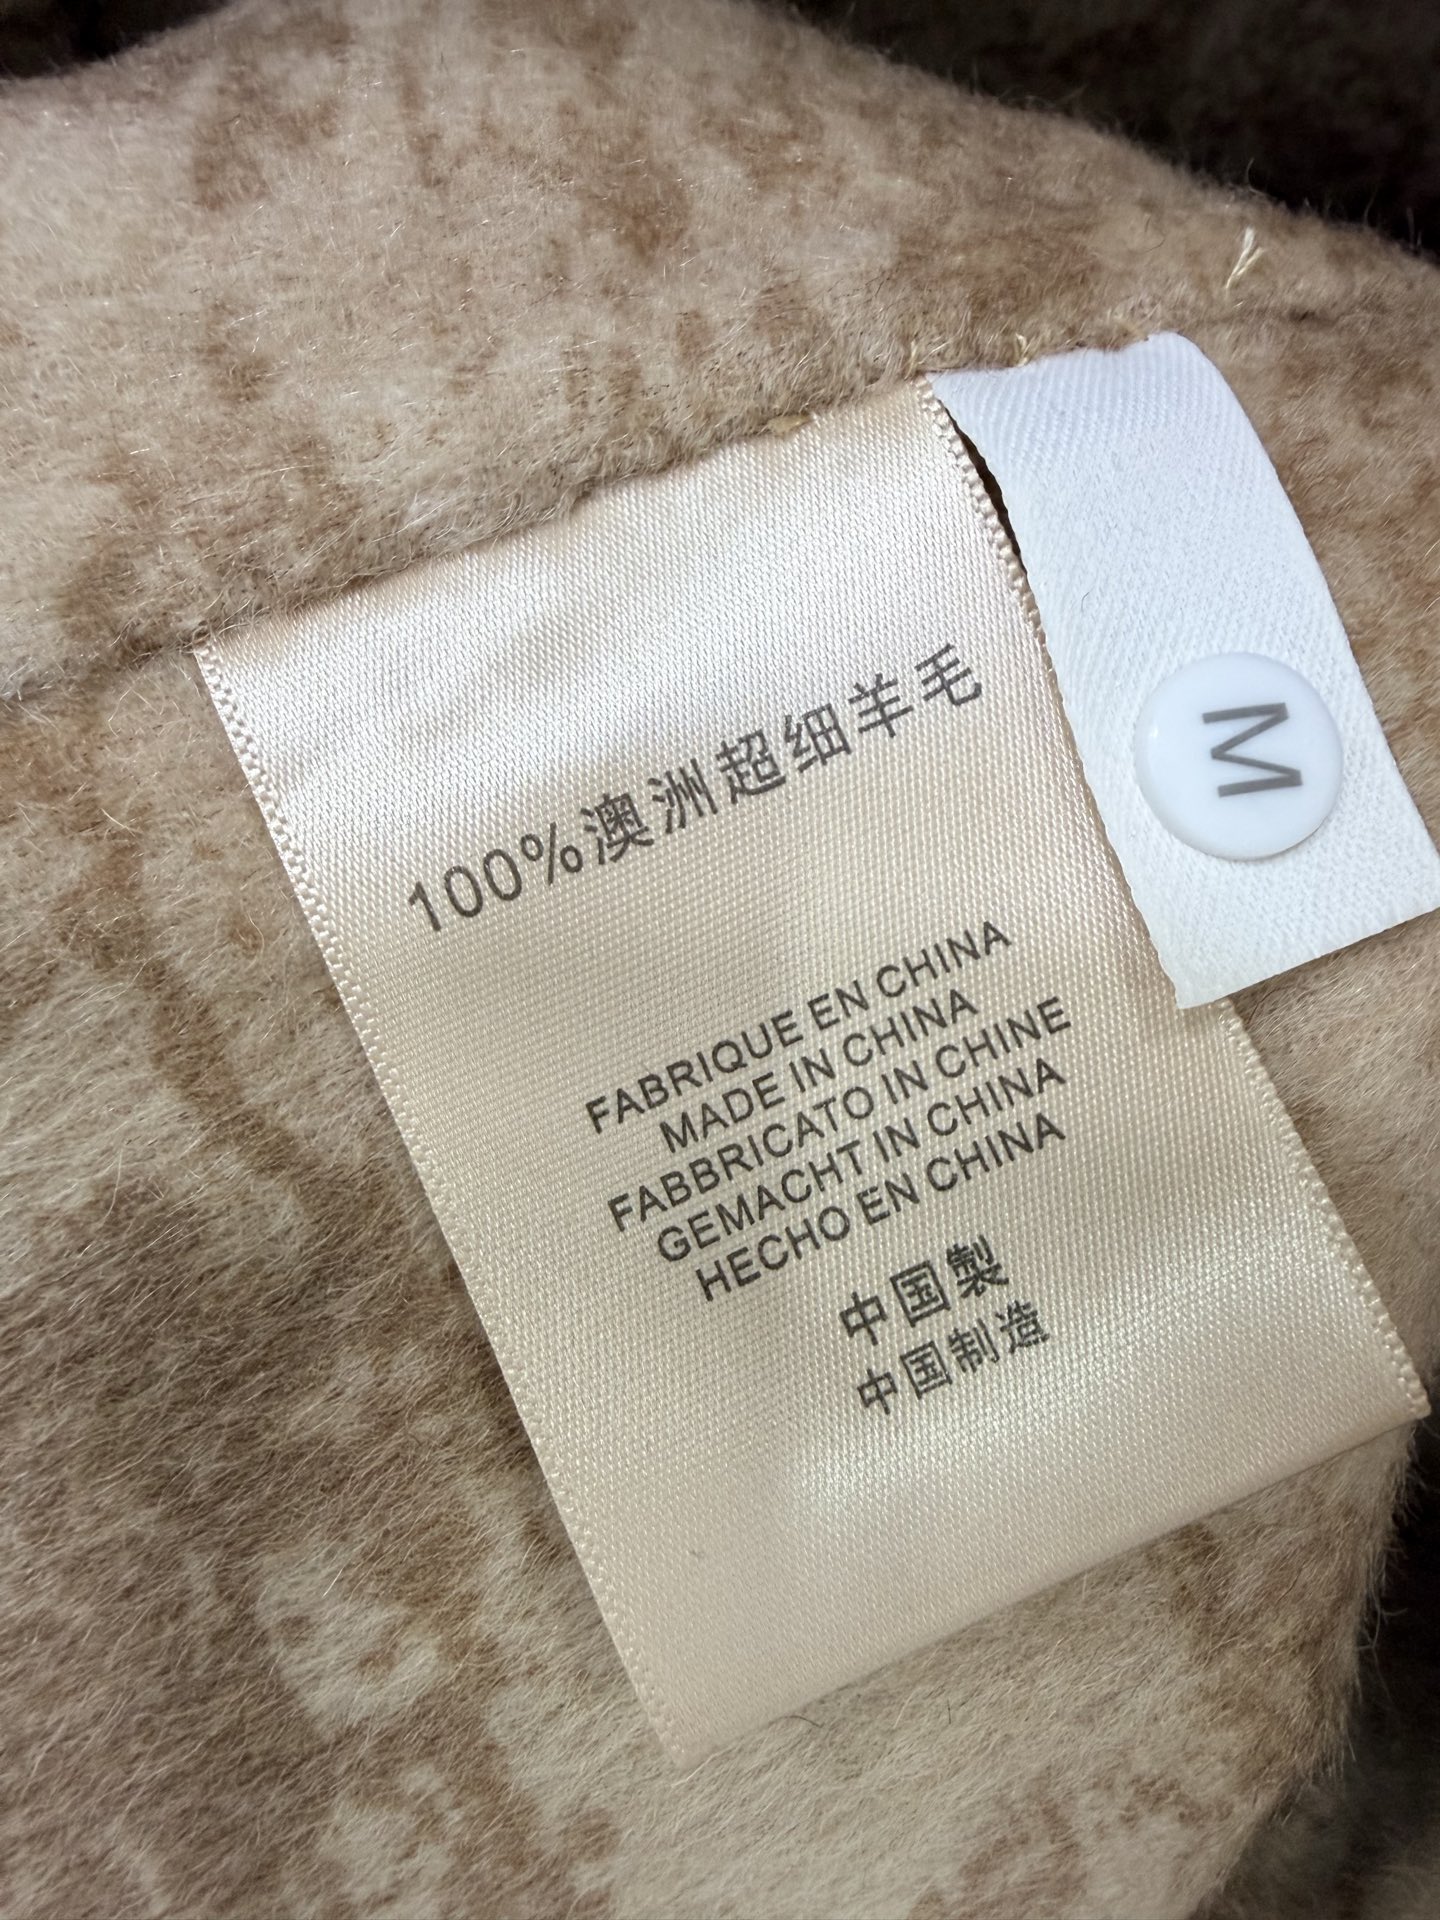 100%澳洲超细羊毛
FABRIQUE EN CHINA
MADE IN CHINA
FABBRICATO IN CHINE
GEMACHT IN CHINA
HECHO EN CHINA
中国製
中国制造
M